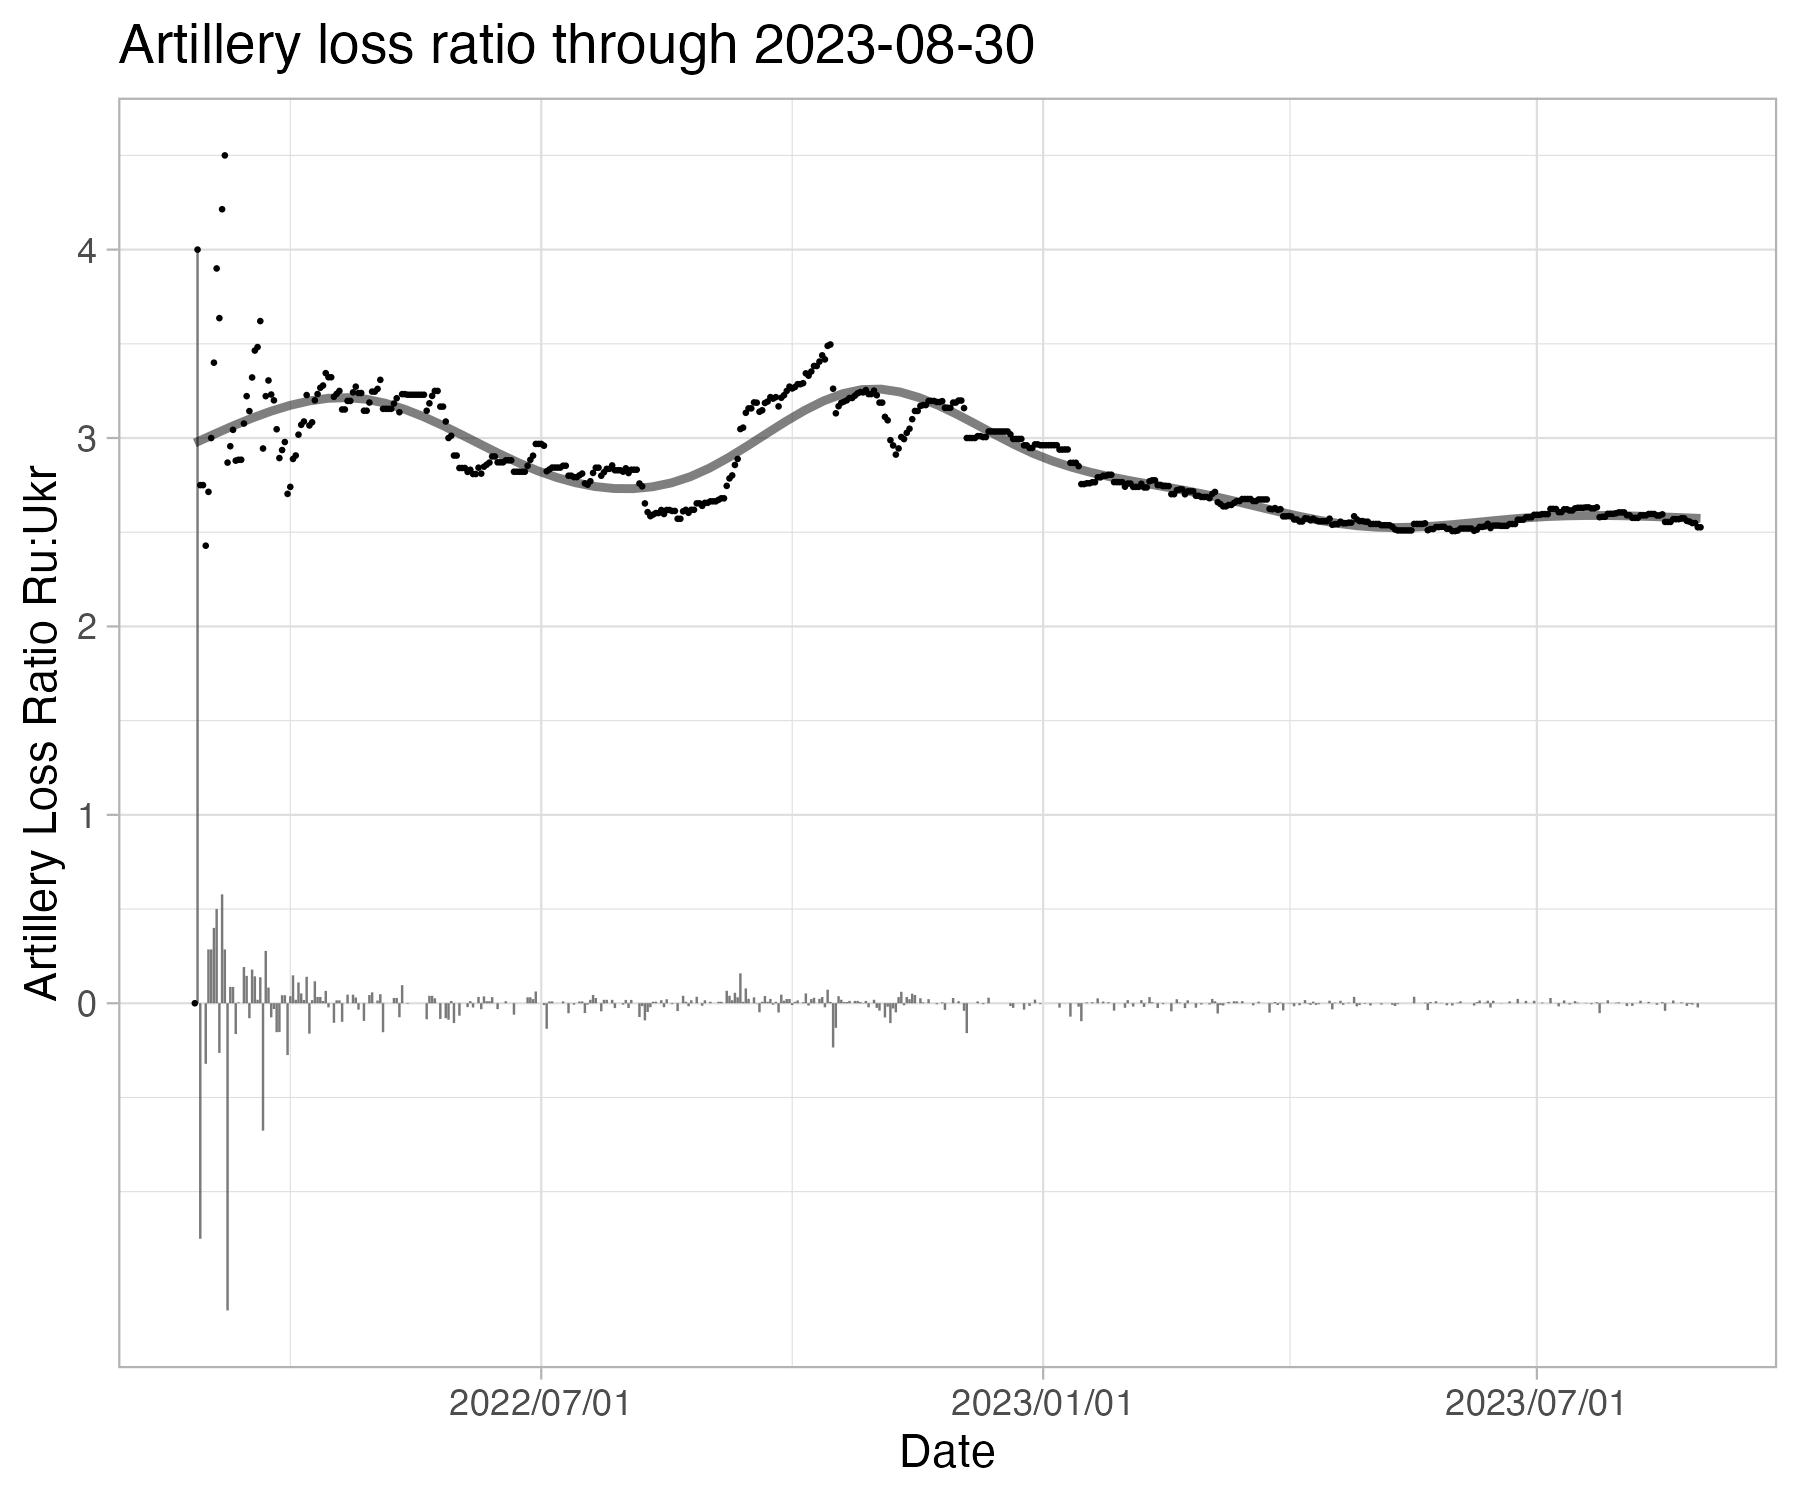 Artillery loss ratio through 2023-08-30
Artillery Loss Ratio Ru:Ukr
4
3
2
1
0
2022/07/01
2023/01/01
2023/07/01
Date